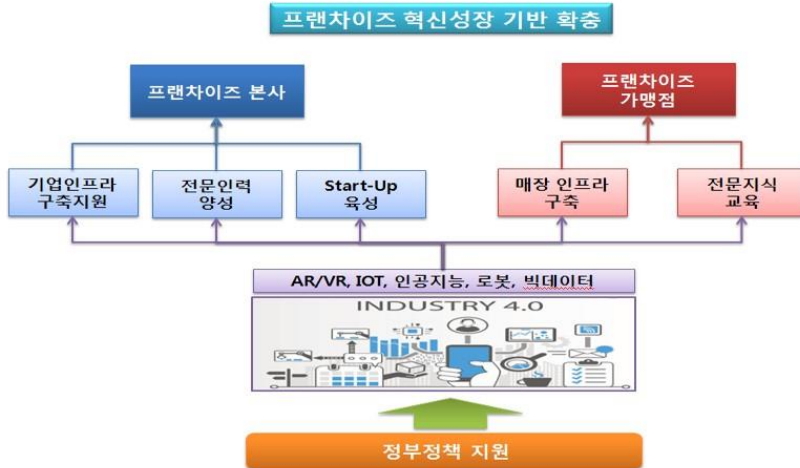 프랜차이즈 혁신성장 기반 확충
프랜차이즈 본사
프랜차이즈
가맹점
기업인프라
구축지원
전문인력
양성
Start-Up
육성
매장 인프라
구축
전문지식
교육
AR/VR, IOT, 인공지능, 로봇, 빅데이터
INDUSTRY 4.0
정부정책 지원